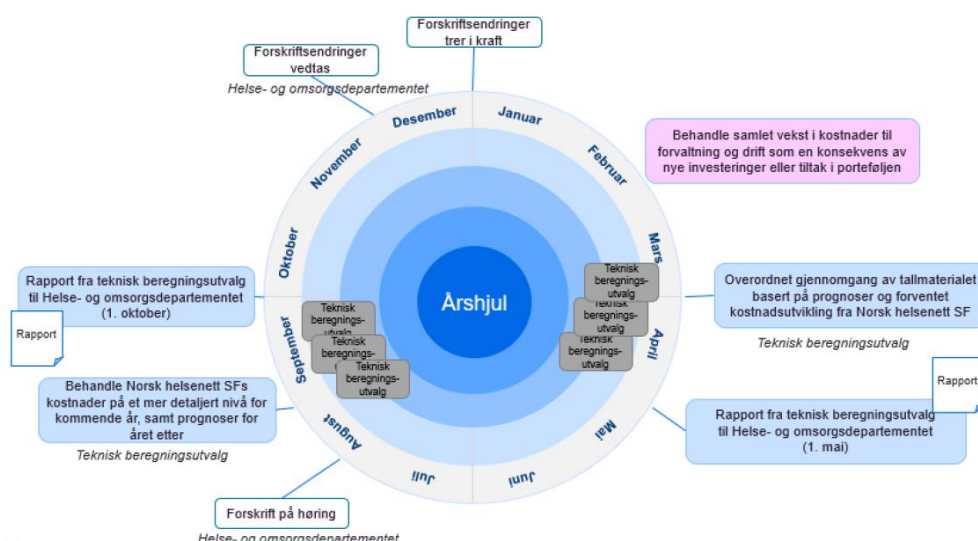 Forskriftsendringer
trer i kraft
Forskriftsendringer
vedtas
Helse- og omsorgsdepartementet
Desember
Januar
November
Februar
Behandle samlet vekst i kostnader til
forvaltning og drift som en konsekvens av
nye investeringer eller tiltak i porteføljen
Oktober
Mars
Årshjul
Rapport fra teknisk beregningsutvalg
til Helse- og omsorgsdepartementet
(1. oktober)
Rapport
Teknisk
beregnings-
utvalg
Teknisk
beregnings-
utvalg
Teknisk
beregnings-
utvalg
Overordnet gjennomgang av tallmaterialet
basert på prognoser og forventet
kostnadsutvikling fra Norsk helsenett SF
Teknisk beregningsutvalg
September
Teknisk
beregnings-
utvalg
Teknisk
beregnings-
Teknisk
beregnings-
utvalg
April
Behandle Norsk helsenett SFs
kostnader på et mer detaljert nivå for
kommende år, samt prognoser for
året etter
Teknisk beregningsutvalg
Rapport
Rapport fra teknisk beregningsutvalg
til Helse- og omsorgsdepartementet
(1. mai)
August
Mai
Juli
Juni
Forskrift på høring
Helse- og omsorgsdepartementet